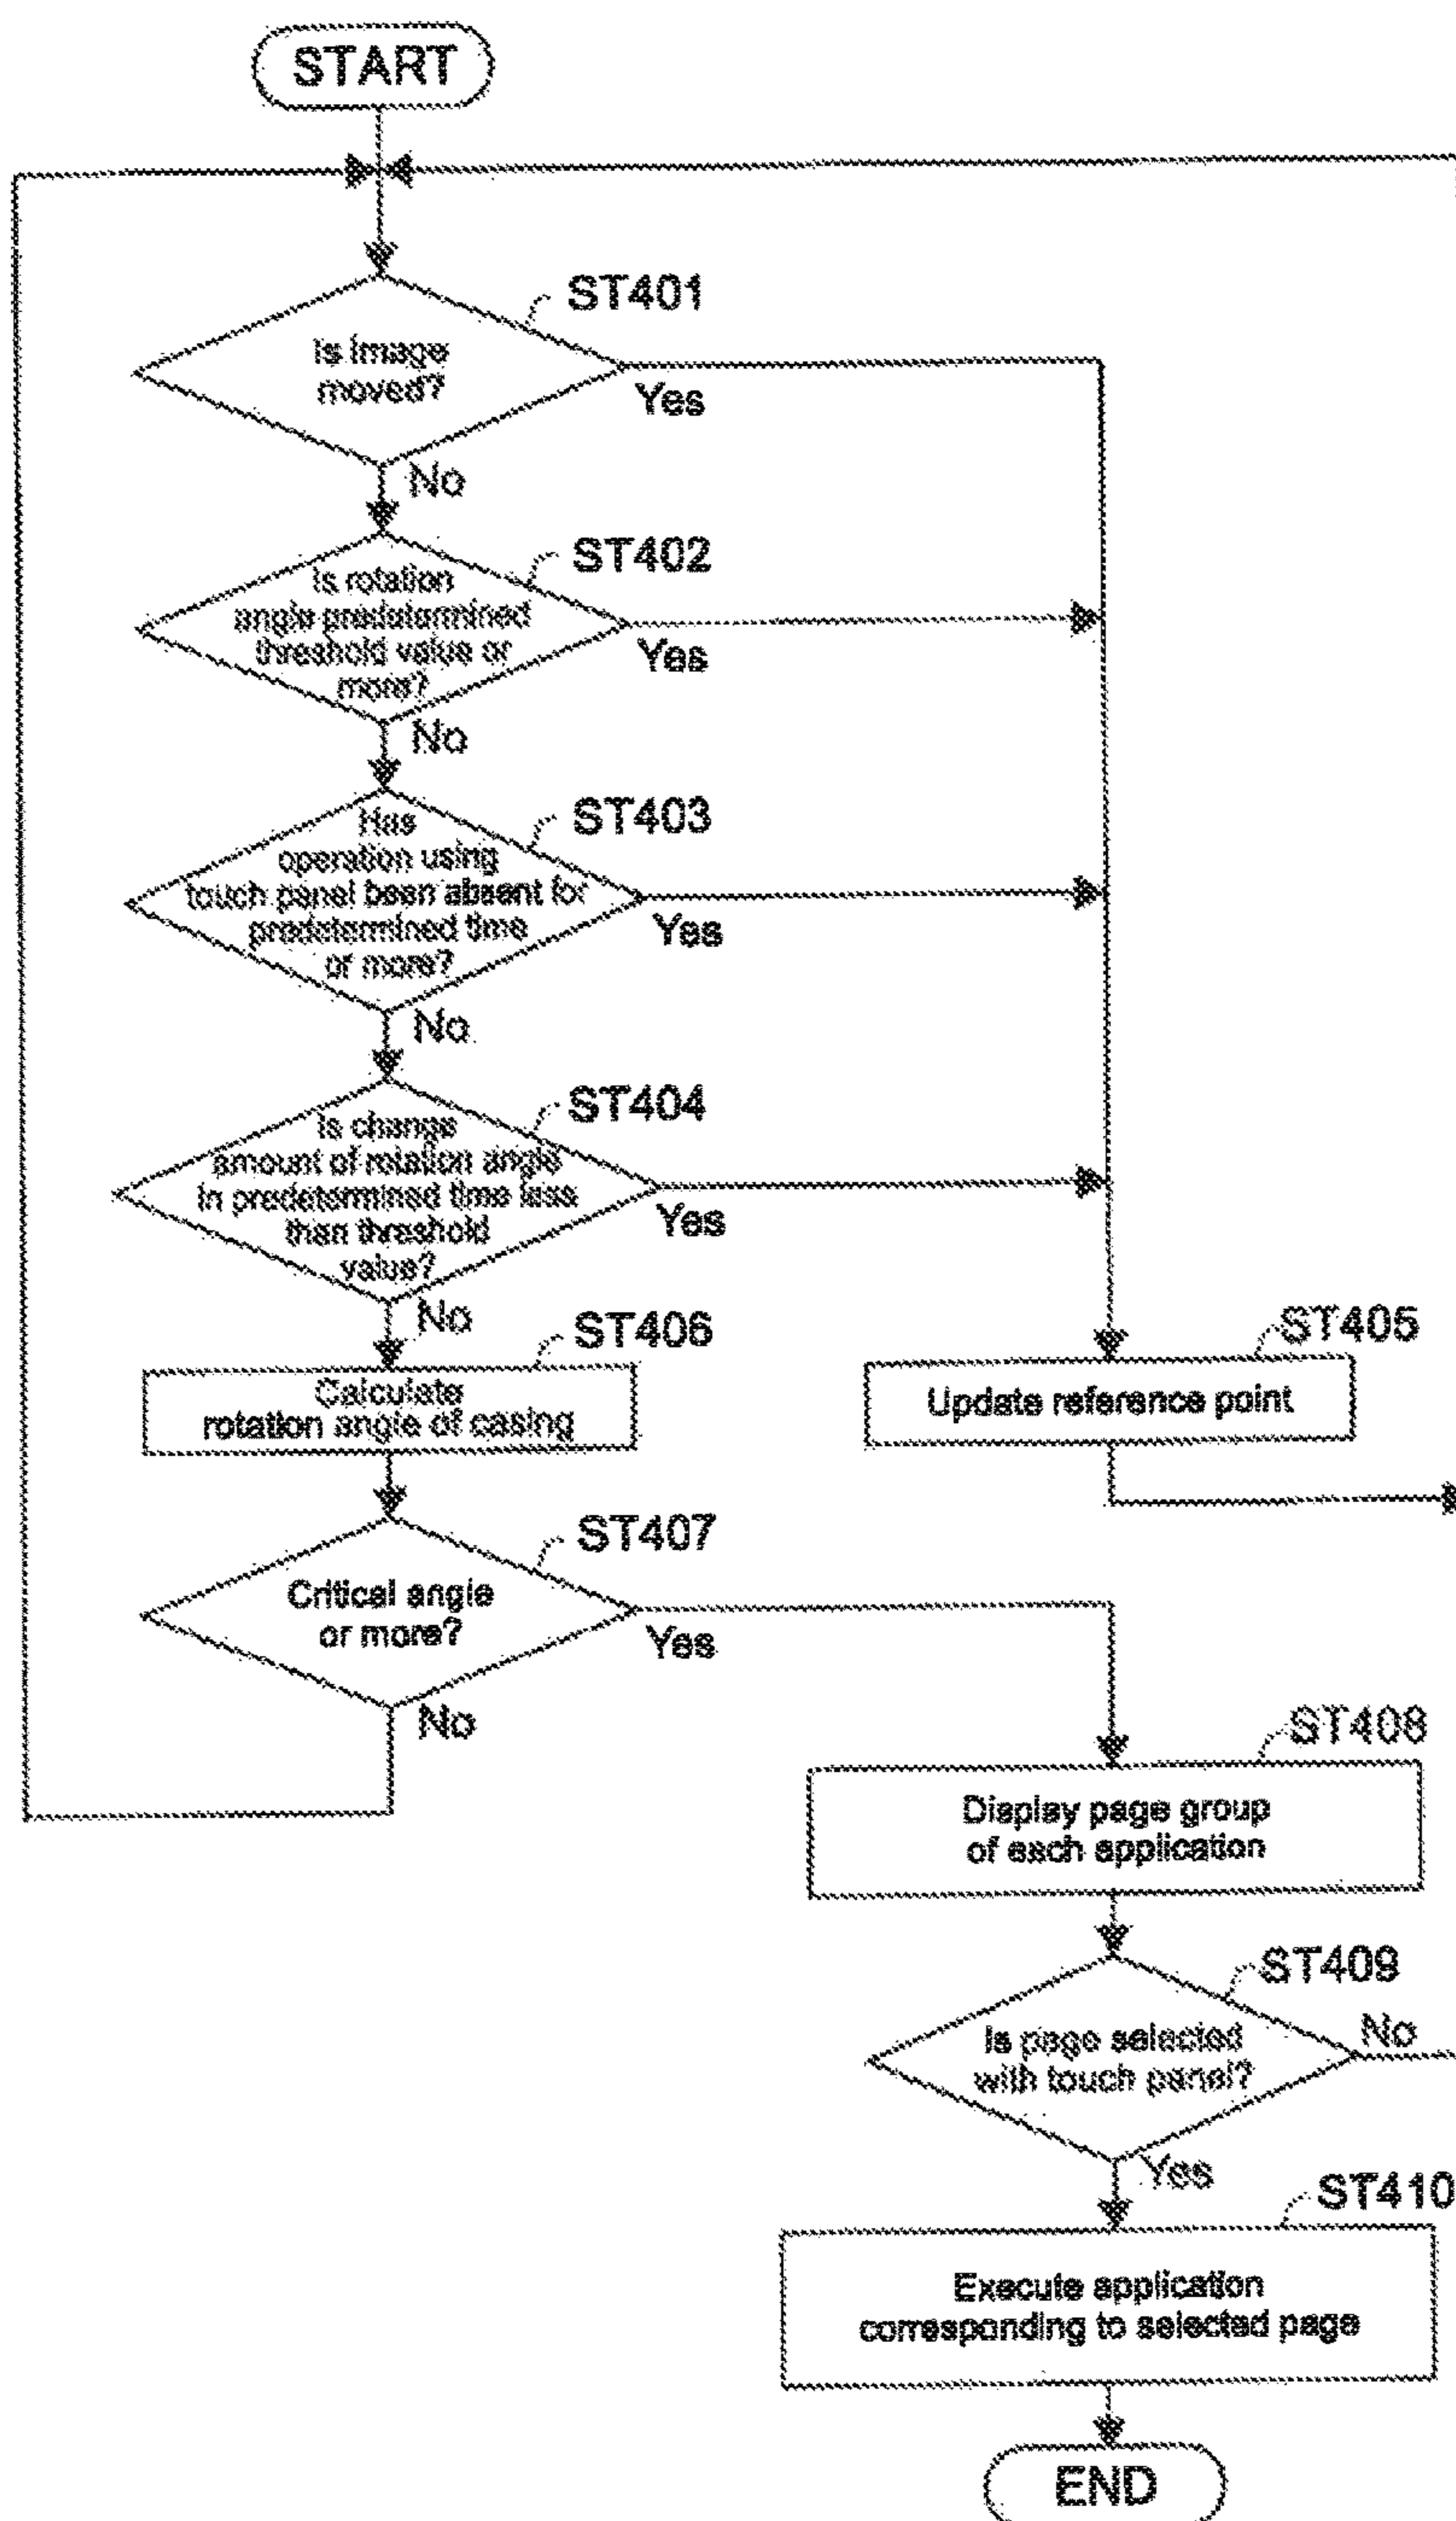 START
ST401
Is image
moved?
Yes
No
ST402
Is rotation
angle predetermined
threshold value or
more?
Yes
No
ST403
Has
operation using
touch panel been absent for
predetermined time
or more?
Yes
No
ST404
Is change
amount of rotation angle
in predetermined time less
than threshold
value?
Yes
No
ST406
Calculate
rotation angle of casing
ST405
Update reference point
ST407
Critical angle
or more?
Yes
No
ST408
Display page group
of each application
ST409
Is page selected
with touch panel?
No
Yes
ST410
Execute application
corresponding to selected page
END